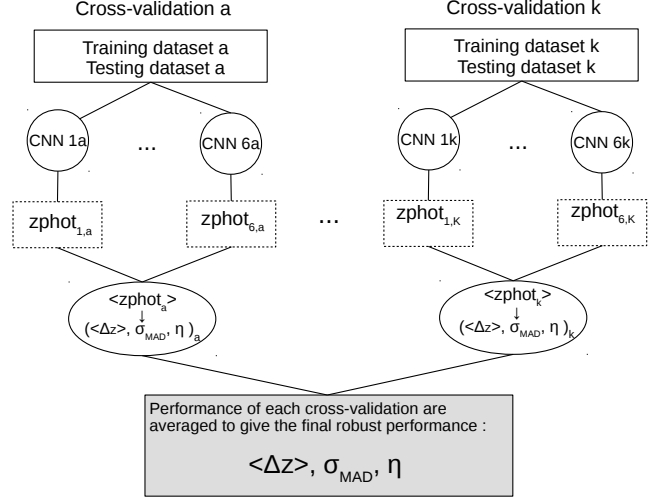 Cross-validation a
Cross-validation k
Training dataset a
Testing dataset a
Training dataset k
Testing dataset k
CNN 1a
...
CNN 6a
CNN 1k
...
CNN 6k
zphot1,a
zphot6,a
...
zphot1,K
zphot6,K
<zphota>
↓
(<Δz>, σMAD, η )a
<zphotk>
↓
(<Δz>, σMAD, η )k
Performance of each cross-validation are
averaged to give the final robust performance :
<Δz>, σMAD, η